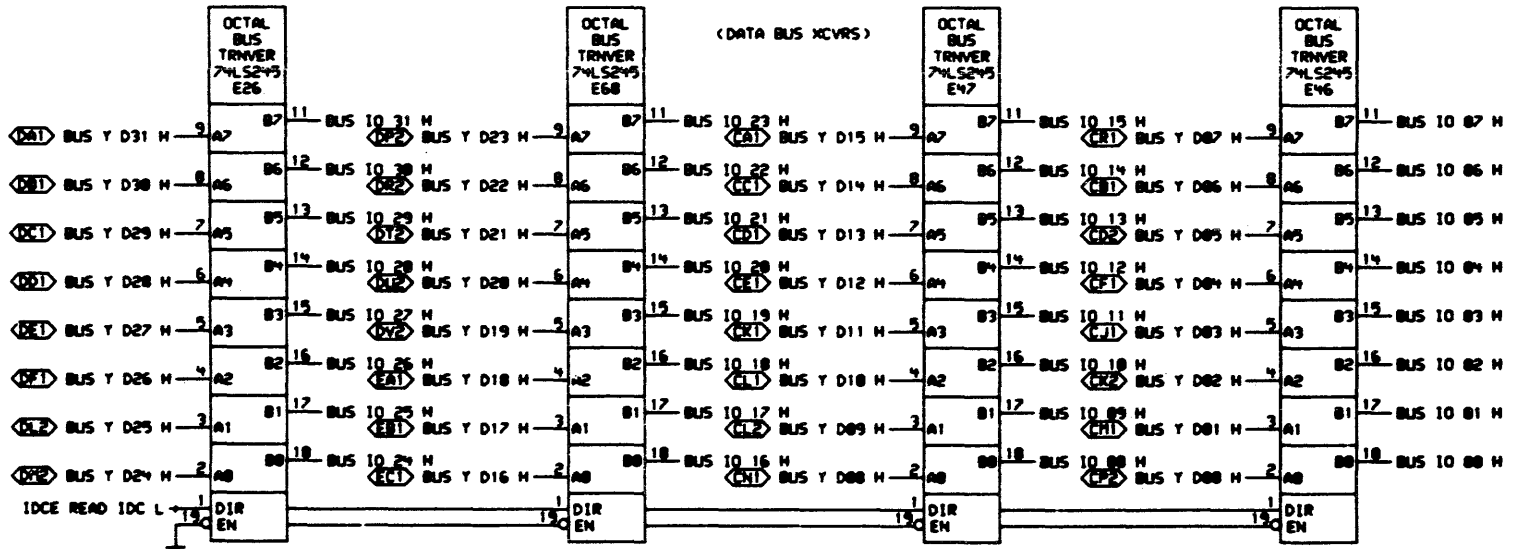 OCTAL BUS TRNVER 74LS245 E26
OCTAL BUS TRNVER 74LS245 E68
(DATA BUS XCVRS)
OCTAL BUS TRNVER 74LS245 E47
OCTAL BUS TRNVER 74LS245 E46
B7 11 BUS IO 31 H B7 11 BUS IO 23 H B7 11 BUS IO 15 H B7 11 BUS IO 07 H
DA1 BUS Y D31 H 9 A7 DP2 BUS Y D23 H 9 A7 CA1 BUS Y D15 H 9 A7 CR1 BUS Y D07 H 9 A7
B6 12 BUS IO 30 H B6 12 BUS IO 22 H B6 12 BUS IO 14 H B6 12 BUS IO 06 H
DB1 BUS Y D30 H 8 A6 DR2 BUS Y D22 H 8 A6 CC1 BUS Y D14 H 8 A6 CB1 BUS Y D06 H 8 A6
B5 13 BUS IO 29 H B5 13 BUS IO 21 H B5 13 BUS IO 13 H B5 13 BUS IO 05 H
DC1 BUS Y D29 H 7 A5 DT2 BUS Y D21 H 7 A5 CD1 BUS Y D13 H 7 A5 CD2 BUS Y D05 H 7 A5
B4 14 BUS IO 28 H B4 14 BUS IO 20 H B4 14 BUS IO 12 H B4 14 BUS IO 04 H
DD1 BUS Y D28 H 6 A4 DU2 BUS Y D20 H 6 A4 CE1 BUS Y D12 H 6 A4 CF1 BUS Y D04 H 6 A4
B3 15 BUS IO 27 H B3 15 BUS IO 19 H B3 15 BUS IO 11 H B3 15 BUS IO 03 H
DE1 BUS Y D27 H 5 A3 DV2 BUS Y D19 H 5 A3 CK1 BUS Y D11 H 5 A3 CJ1 BUS Y D03 H 5 A3
B2 16 BUS IO 26 H B2 16 BUS IO 18 H B2 16 BUS IO 10 H B2 16 BUS IO 02 H
DF1 BUS Y D26 H 4 A2 EA1 BUS Y D18 H 4 A2 CL1 BUS Y D10 H 4 A2 CK2 BUS Y D02 H 4 A2
B1 17 BUS IO 25 H B1 17 BUS IO 17 H B1 17 BUS IO 09 H B1 17 BUS IO 01 H
DL2 BUS Y D25 H 3 A1 EB1 BUS Y D17 H 3 A1 CL2 BUS Y D09 H 3 A1 CM1 BUS Y D01 H 3 A1
B0 18 BUS IO 24 H B0 18 BUS IO 16 H B0 18 BUS IO 08 H B0 18 BUS IO 00 H
DM2 BUS Y D24 H 2 A0 EC1 BUS Y D16 H 2 A0 CN1 BUS Y D08 H 2 A0 CP2 BUS Y D00 H 2 A0
IDCE READ IDC L 1 DIR 1 DIR 1 DIR 1 DIR
19 EN 19 EN 19 EN 19 EN